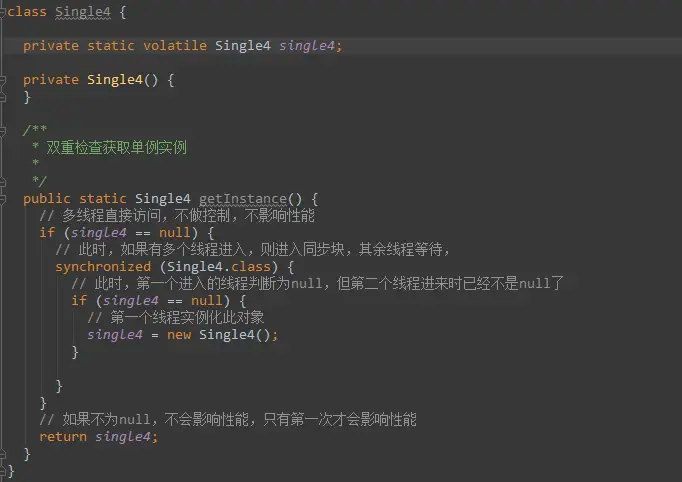 class Single4 {
private static volatile Single4 single4;
private Single4() {
}
/**
* 双重检查获取单例实例
*
*/
public static Single4 getInstance() {
// 多线程直接访问，不做控制，不影响性能
if (single4 == null) {
// 此时，如果有多个线程进入，则进入同步块，其余线程等待，
synchronized (Single4.class) {
// 此时，第一个进入的线程判断为null，但第二个线程进来时已经不是null了
if (single4 == null) {
// 第一个线程实例化此对象
single4 = new Single4();
}
}
}
// 如果不为null，不会影响性能，只有第一次才会影响性能
return single4;
}
}